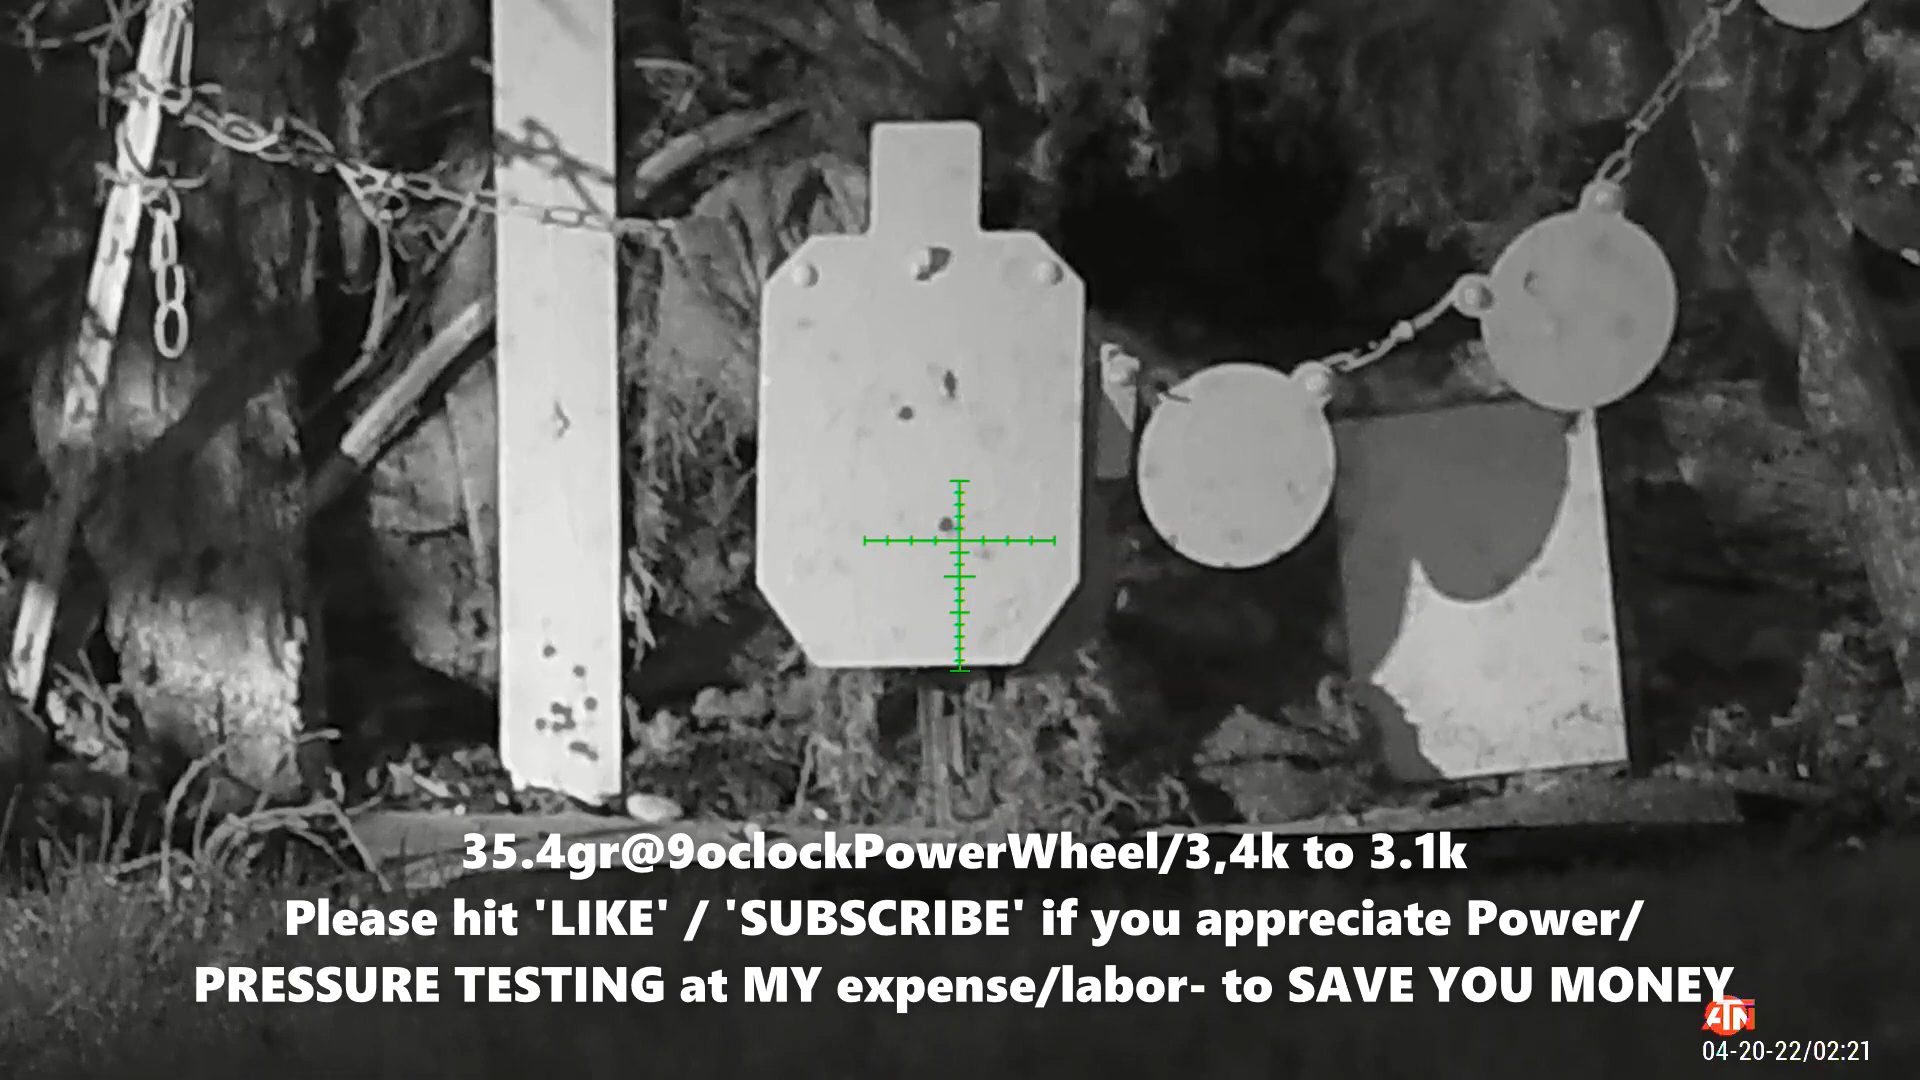 35.4gr@9oclockPowerWheel/3,4k to 3.1k
Please hit 'LIKE' / 'SUBSCRIBE' if you appreciate Power/
PRESSURE TESTING at MY expense/labor- to SAVE YOU MONEY
ATN
04-20-22/02:21